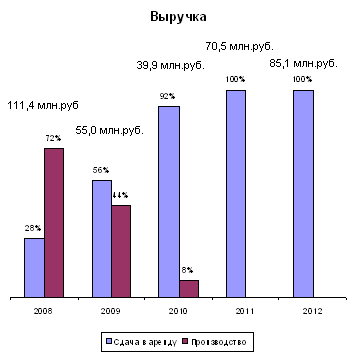 Выручка
70,5 млн.руб.
39,9 млн.руб.
85,1 млн.руб.
100%
100%
92%
111,4 млн.руб
55,0 млн.руб.
72%
56%
44%
28%
8%
2008 2009 2010 2011 2012
Сдача в аренду Производство